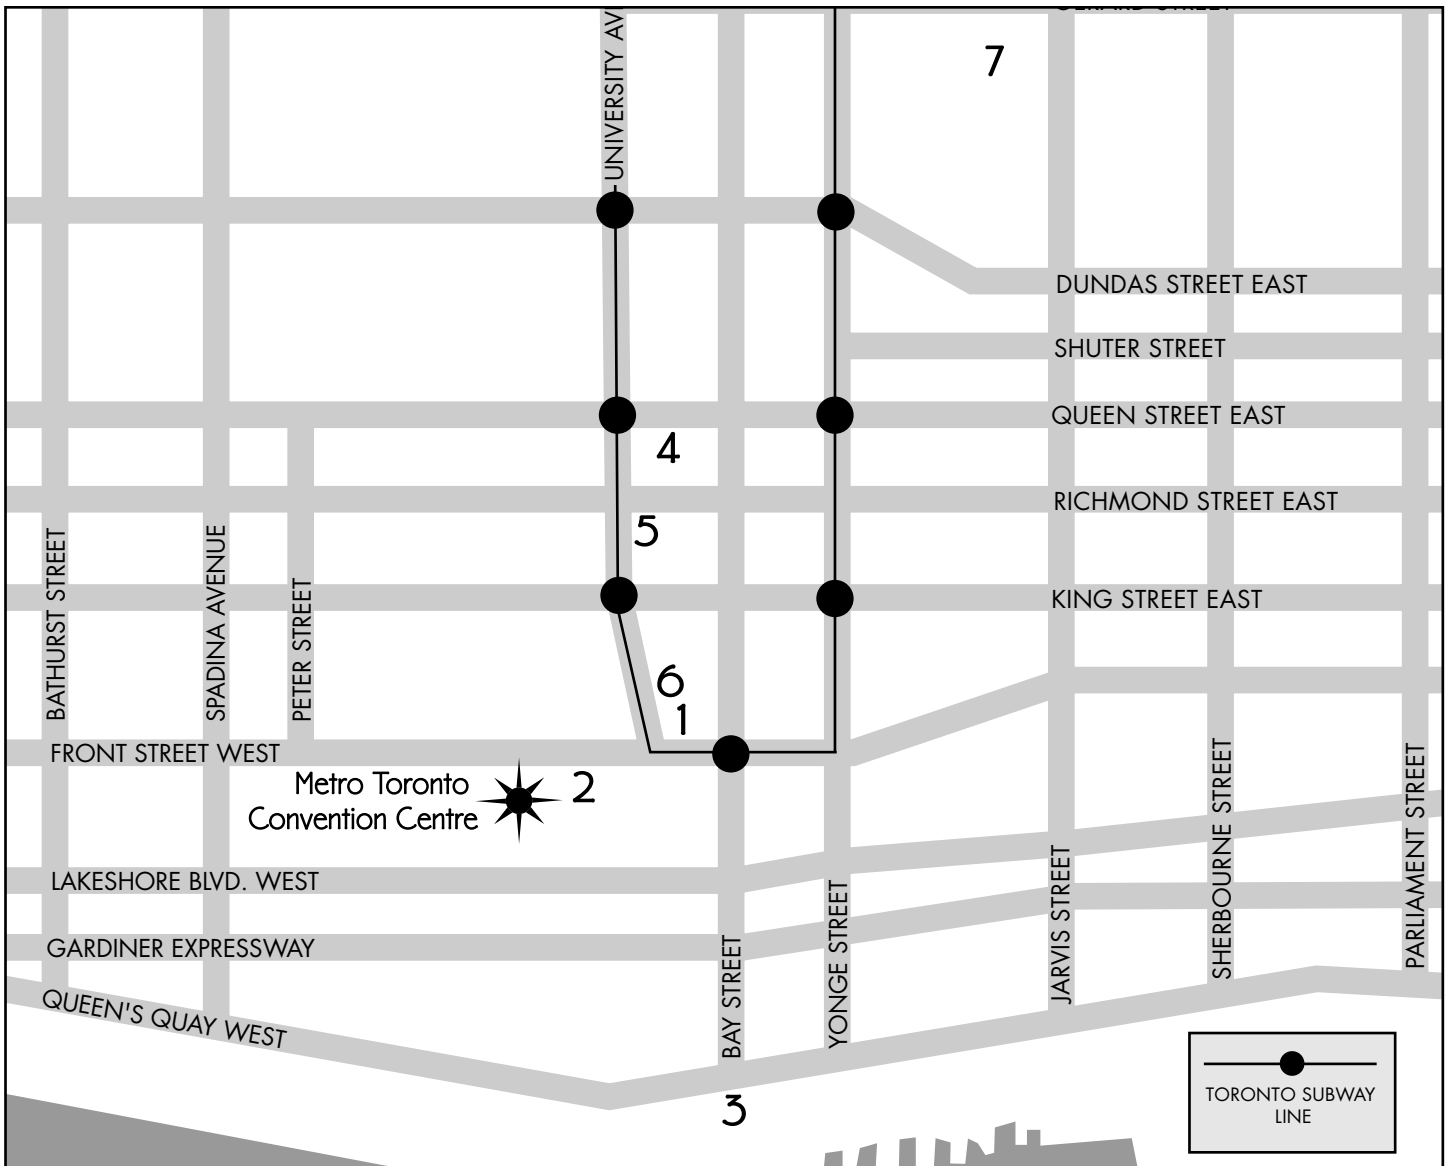 UNIVERSITY
7
DUNDAS STREET EAST
SHUTER STREET
QUEEN STREET EAST
4
RICHMOND STREET EAST
5
KING STREET EAST
BATHURST STREET
SPADINA AVENUE
PETER STREET
6
1
FRONT STREET WEST
Metro Toronto
Convention Centre
2
LAKESHORE BLVD. WEST
GARDINER EXPRESSWAY
QUEEN'S QUAY WEST
BAY STREET
YONGE STREET
JARVIS STREET
SHERBOURNE STREET
PARLIAMENT STREET
3
TORONTO SUBWAY
LINE